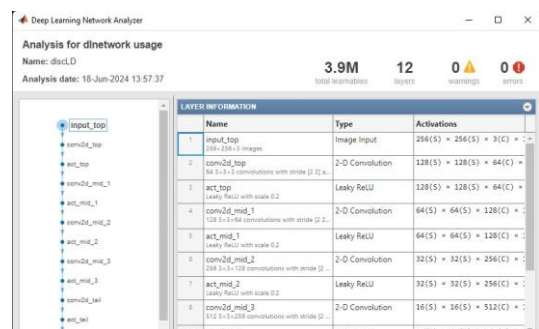 Deep Learning Network Analyzer
Analysis for dlnetwork usage
Name: discLD
Analysis date: 18-Jun-2024 13:57:37
3.9M
total learnables
12
layers
0
warnings
0
errors
input_top
conv2d_top
act_top
conv2d_mid_1
act_mid_1
conv2d_mid_2
act_mid_2
conv2d_mid_3
act_mid_3
conv2d_tail
act_tail
LAYER INFORMATION
Name Type Activations
1 input_top Image Input 256(S) × 256(S) × 3(C) ×
256×256×3 images
2 conv2d_top 2-D Convolution 128(S) × 128(S) × 64(C) ×
64 3×3×3 convolutions with stride [2 2] a...
3 act_top Leaky ReLU 128(S) × 128(S) × 64(C) ×
Leaky ReLU with scale 0.2
4 conv2d_mid_1 2-D Convolution 64(S) × 64(S) × 128(C) ×
128 3×3×64 convolutions with stride [2 2...
5 act_mid_1 Leaky ReLU 64(S) × 64(S) × 128(C) ×
Leaky ReLU with scale 0.2
6 conv2d_mid_2 2-D Convolution 32(S) × 32(S) × 256(C) ×
256 3×3×128 convolutions with stride [2 ...
7 act_mid_2 Leaky ReLU 32(S) × 32(S) × 256(C) ×
Leaky ReLU with scale 0.2
8 conv2d_mid_3 2-D Convolution 16(S) × 16(S) × 512(C) ×
512 3×3×256 convolutions with stride [2 ...